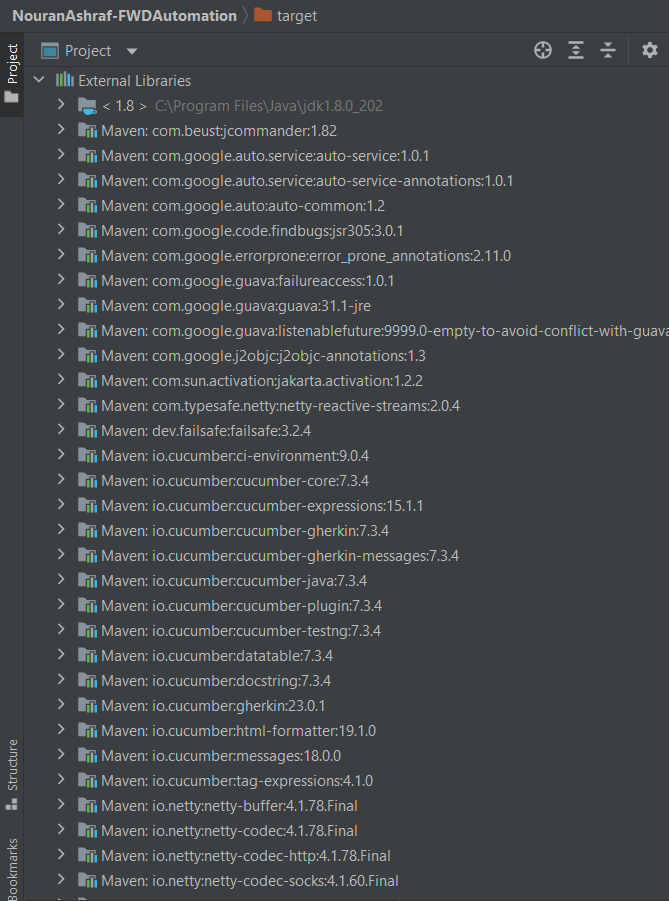 NouranAshraf-FWDAutomation target
Project
Project
External Libraries
< 1.8 > C:\Program Files\Java\jdk1.8.0_202
Maven: com.beust:jcommander:1.82
Maven: com.google.auto.service:auto-service:1.0.1
Maven: com.google.auto.service:auto-service-annotations:1.0.1
Maven: com.google.auto:auto-common:1.2
Maven: com.google.code.findbugs:jsr305:3.0.1
Maven: com.google.errorprone:error_prone_annotations:2.11.0
Maven: com.google.guava:failureaccess:1.0.1
Maven: com.google.guava:guava:31.1-jre
Maven: com.google.guava:listenablefuture:9999.0-empty-to-avoid-conflict-with-guava
Maven: com.google.j2objc:j2objc-annotations:1.3
Maven: com.sun.activation:jakarta.activation:1.2.2
Maven: com.typesafe.netty:netty-reactive-streams:2.0.4
Maven: dev.failsafe:failsafe:3.2.4
Maven: io.cucumber:ci-environment:9.0.4
Maven: io.cucumber:cucumber-core:7.3.4
Maven: io.cucumber:cucumber-expressions:15.1.1
Maven: io.cucumber:cucumber-gherkin:7.3.4
Maven: io.cucumber:cucumber-gherkin-messages:7.3.4
Maven: io.cucumber:cucumber-java:7.3.4
Maven: io.cucumber:cucumber-plugin:7.3.4
Maven: io.cucumber:cucumber-testng:7.3.4
Maven: io.cucumber:datatable:7.3.4
Maven: io.cucumber:docstring:7.3.4
Maven: io.cucumber:gherkin:23.0.1
Maven: io.cucumber:html-formatter:19.1.0
Maven: io.cucumber:messages:18.0.0
Maven: io.cucumber:tag-expressions:4.1.0
Maven: io.netty:netty-buffer:4.1.78.Final
Maven: io.netty:netty-codec:4.1.78.Final
Maven: io.netty:netty-codec-http:4.1.78.Final
Maven: io.netty:netty-codec-socks:4.1.60.Final
Structure
Bookmarks